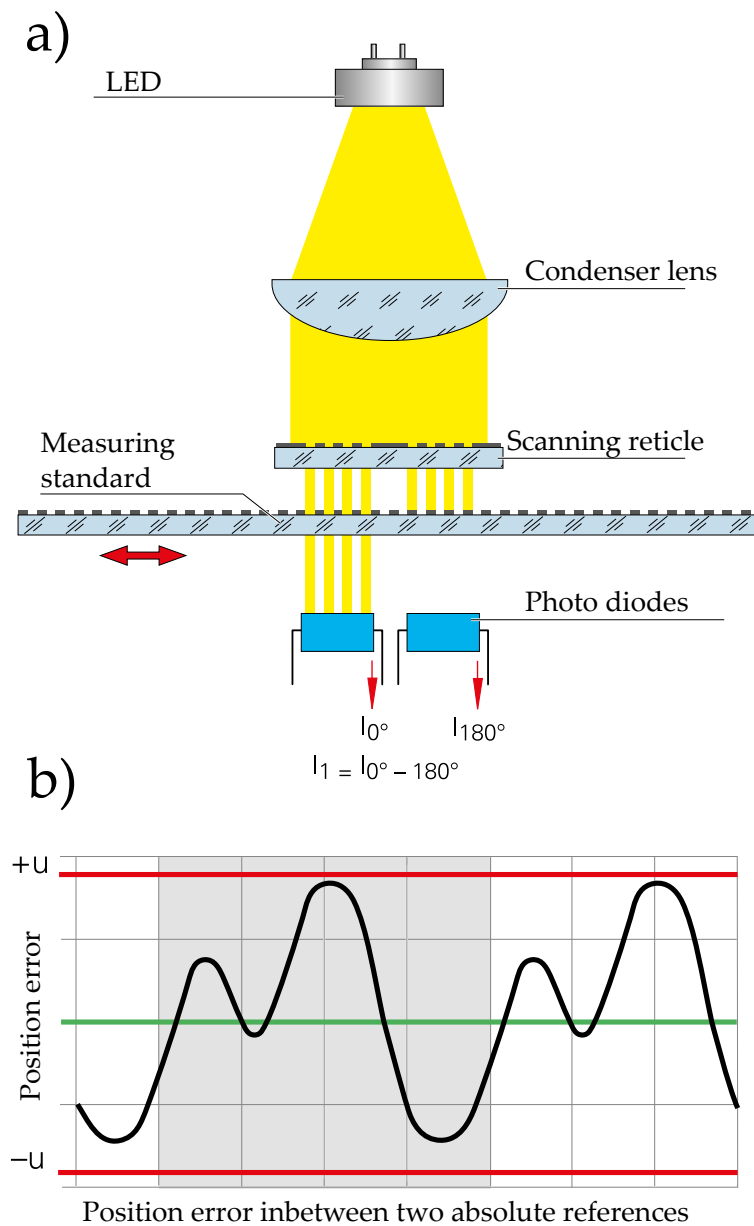 a)
LED
Condenser lens
Scanning reticle
Measuring
standard
Photo diodes
I0°
I180°
I1 = I0° – 180°
b)
+u
Position error
–u
Position error inbetween two absolute references